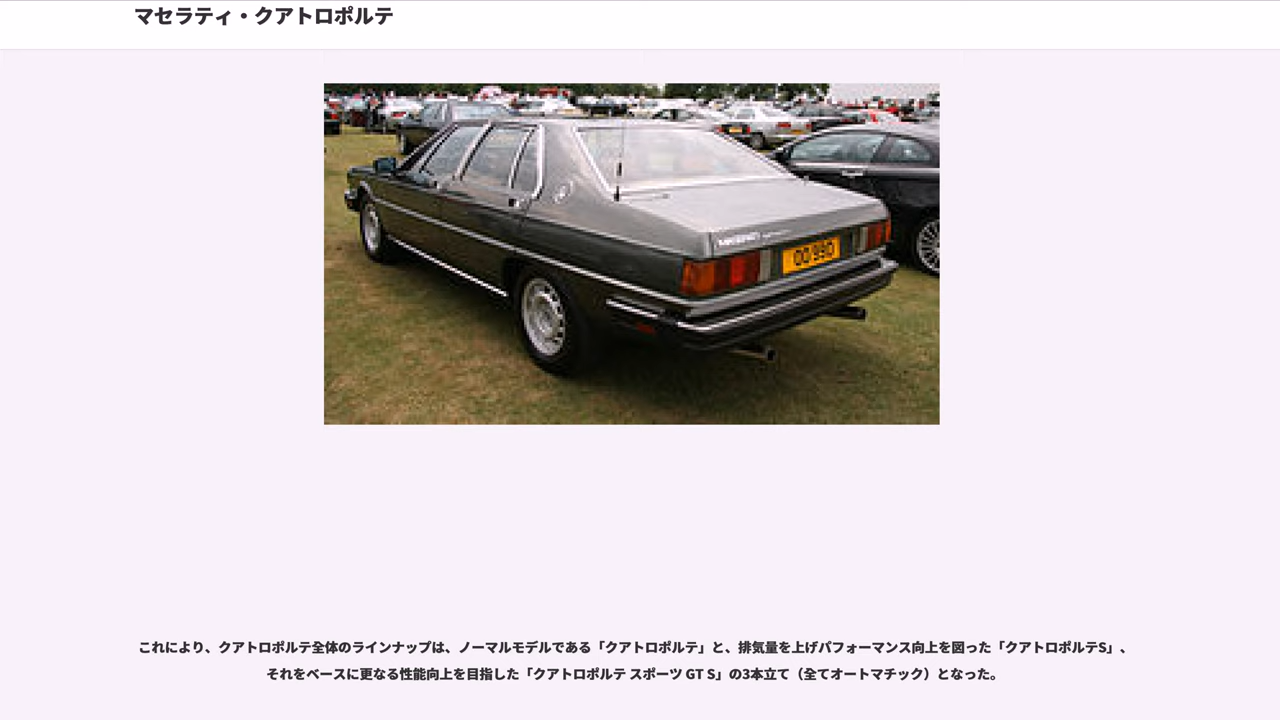 マセラティ・クアトロポルテ
これにより、クアトロポルテ全体のラインナップは、ノーマルモデルである「クアトロポルテ」と、排気量を上げパフォーマンス向上を図った「クアトロポルテS」、
それをベースに更なる性能向上を目指した「クアトロポルテ スポーツ GT S」の3本立て（全てオートマチック）となった。